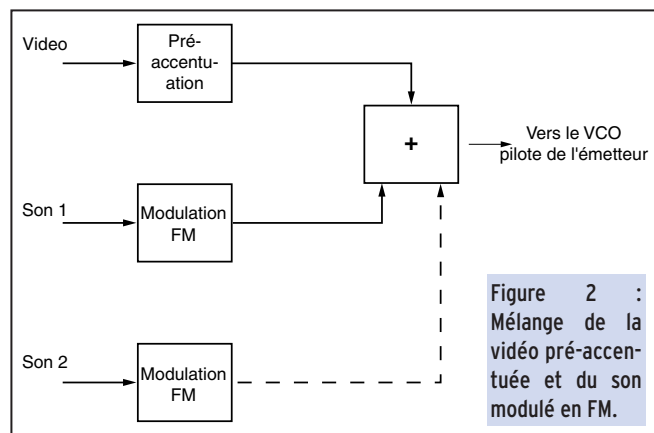 Video
Pré-
accentu-
ation
+
Vers le VCO
pilote de l'émetteur
Son 1
Modulation
FM
Son 2
Modulation
FM
Figure 2 :
Mélange de la
vidéo pré-accen-
tuée et du son
modulé en FM.